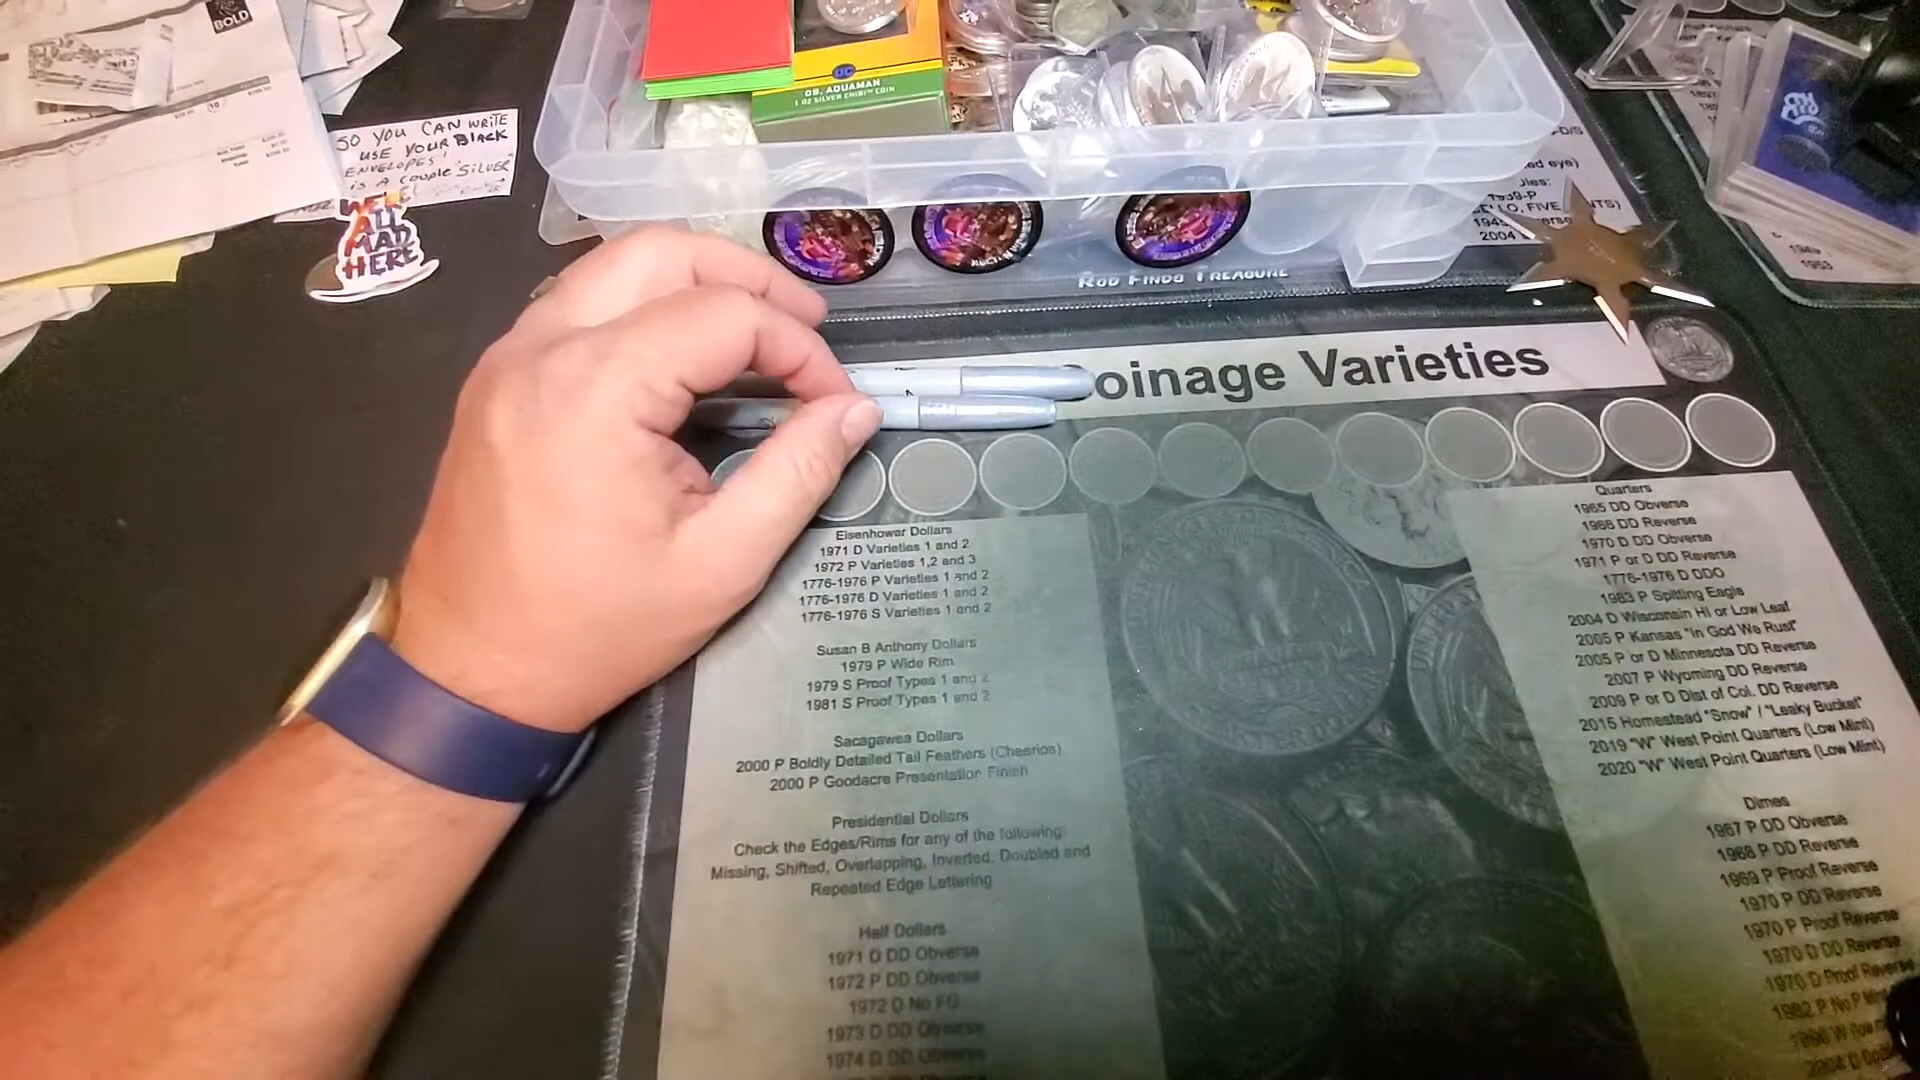 BOLD
SO YOU CAN WRITE
USE YOUR BLACK
ENVELOPES!
IS A COUPLE "SILVER"
WE'RE
ALL
MAD
HERE
09. AQUAMAN
1 OZ SILVER CHIBI™ COIN
ROO FINDS TREASURE
oinage Varieties
Eisenhower Dollars
1971 D Varieties 1 and 2
1972 P Varieties 1,2 and 3
1776-1976 P Varieties 1 and 2
1776-1976 D Varieties 1 and 2
1776-1976 S Varieties 1 and 2
Susan B Anthony Dollars
1979 P Wide Rim
1979 S Proof Types 1 and 2
1981 S Proof Types 1 and 2
Sacagawea Dollars
2000 P Boldly Detailed Tail Feathers (Cheerios)
2000 P Goodacre Presentation Finish
Presidential Dollars
Check the Edges/Rims for any of the following:
Missing, Shifted, Overlapping, Inverted, Doubled and
Repeated Edge Lettering
Half Dollars
1971 D DD Obverse
1972 P DD Obverse
1972 D No FG
1973 D DD Obverse
1974 D DD Obverse
Quarters
1965 DD Obverse
1966 DD Reverse
1970 D DD Obverse
1971 P or D DD Reverse
1776-1976 D DDO
1983 P Spitting Eagle
2004 D Wisconsin Hi or Low Leaf
2005 P Kansas "In God We Rust"
2005 P or D Minnesota DD Reverse
2007 P Wyoming DD Reverse
2009 P or D Dist of Col. DD Reverse
2015 Homestead "Snow" / "Leaky Bucket"
2019 "W" West Point Quarters (Low Mint)
2020 "W" West Point Quarters (Low Mint)
Dimes
1967 P DD Obverse
1968 P DD Reverse
1969 P Proof Reverse
1970 P DD Reverse
1970 P Proof Reverse
1970 D DD Reverse
1970 D Proof Reverse
1982 P No P Mint
1996 W